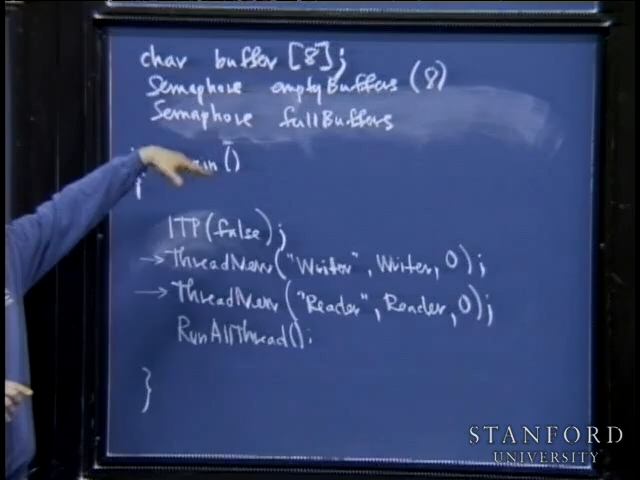 char buffer [8];
Semaphore emptyBuffers (8)
Semaphore fullBuffers
()
ITP(false);
→ ThreadNew("Writer", Writer, 0);
→ ThreadNew("Reader", Reader, 0);
RunAllThread();
}
STANFORD
UNIVERSITY